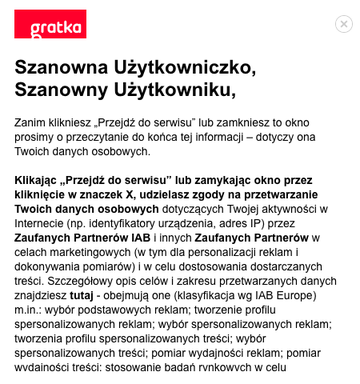 gratka
Szanowna Użytkowniczko,
Szanowny Użytkowniku,
Zanim klikniesz „Przejdź do serwisu” lub zamkniesz to okno
prosimy o przeczytanie do końca tej informacji – dotyczy ona
Twoich danych osobowych.
Klikając „Przejdź do serwisu” lub zamykając okno przez
kliknięcie w znaczek X, udzielasz zgody na przetwarzanie
Twoich danych osobowych dotyczących Twojej aktywności w
Internecie (np. identyfikatory urządzenia, adres IP) przez
Zaufanych Partnerów IAB i innych Zaufanych Partnerów w
celach marketingowych (w tym dla personalizacji reklam i
dokonywania pomiarów) i w celu dostosowania dostarczanych
treści. Szczegółowy opis celów i zakresu przetwarzanych danych
znajdziesz tutaj - obejmują one (klasyfikacja wg IAB Europe)
m.in.: wybór podstawowych reklam; tworzenie profilu
spersonalizowanych reklam; wybór spersonalizowanych reklam;
tworzenia profilu spersonalizowanych treści; wybór
spersonalizowanych treści; pomiar wydajności reklam; pomiar
wydajności treści; stosowanie badań rynkowych w celu